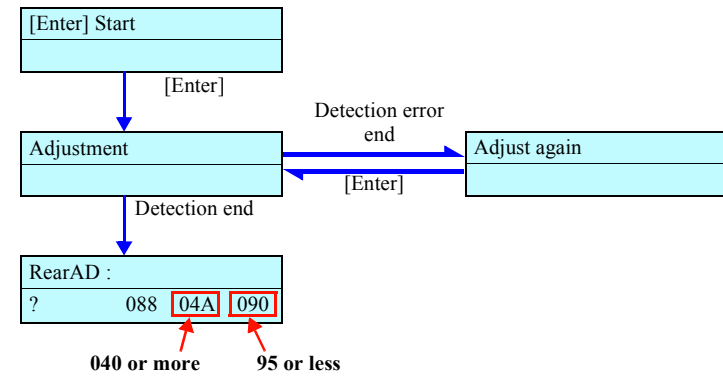 [Enter] Start
[Enter]
Detection error
end
Adjustment
Adjust again
[Enter]
Detection end
RearAD :
? 088 04A 090
040 or more 95 or less